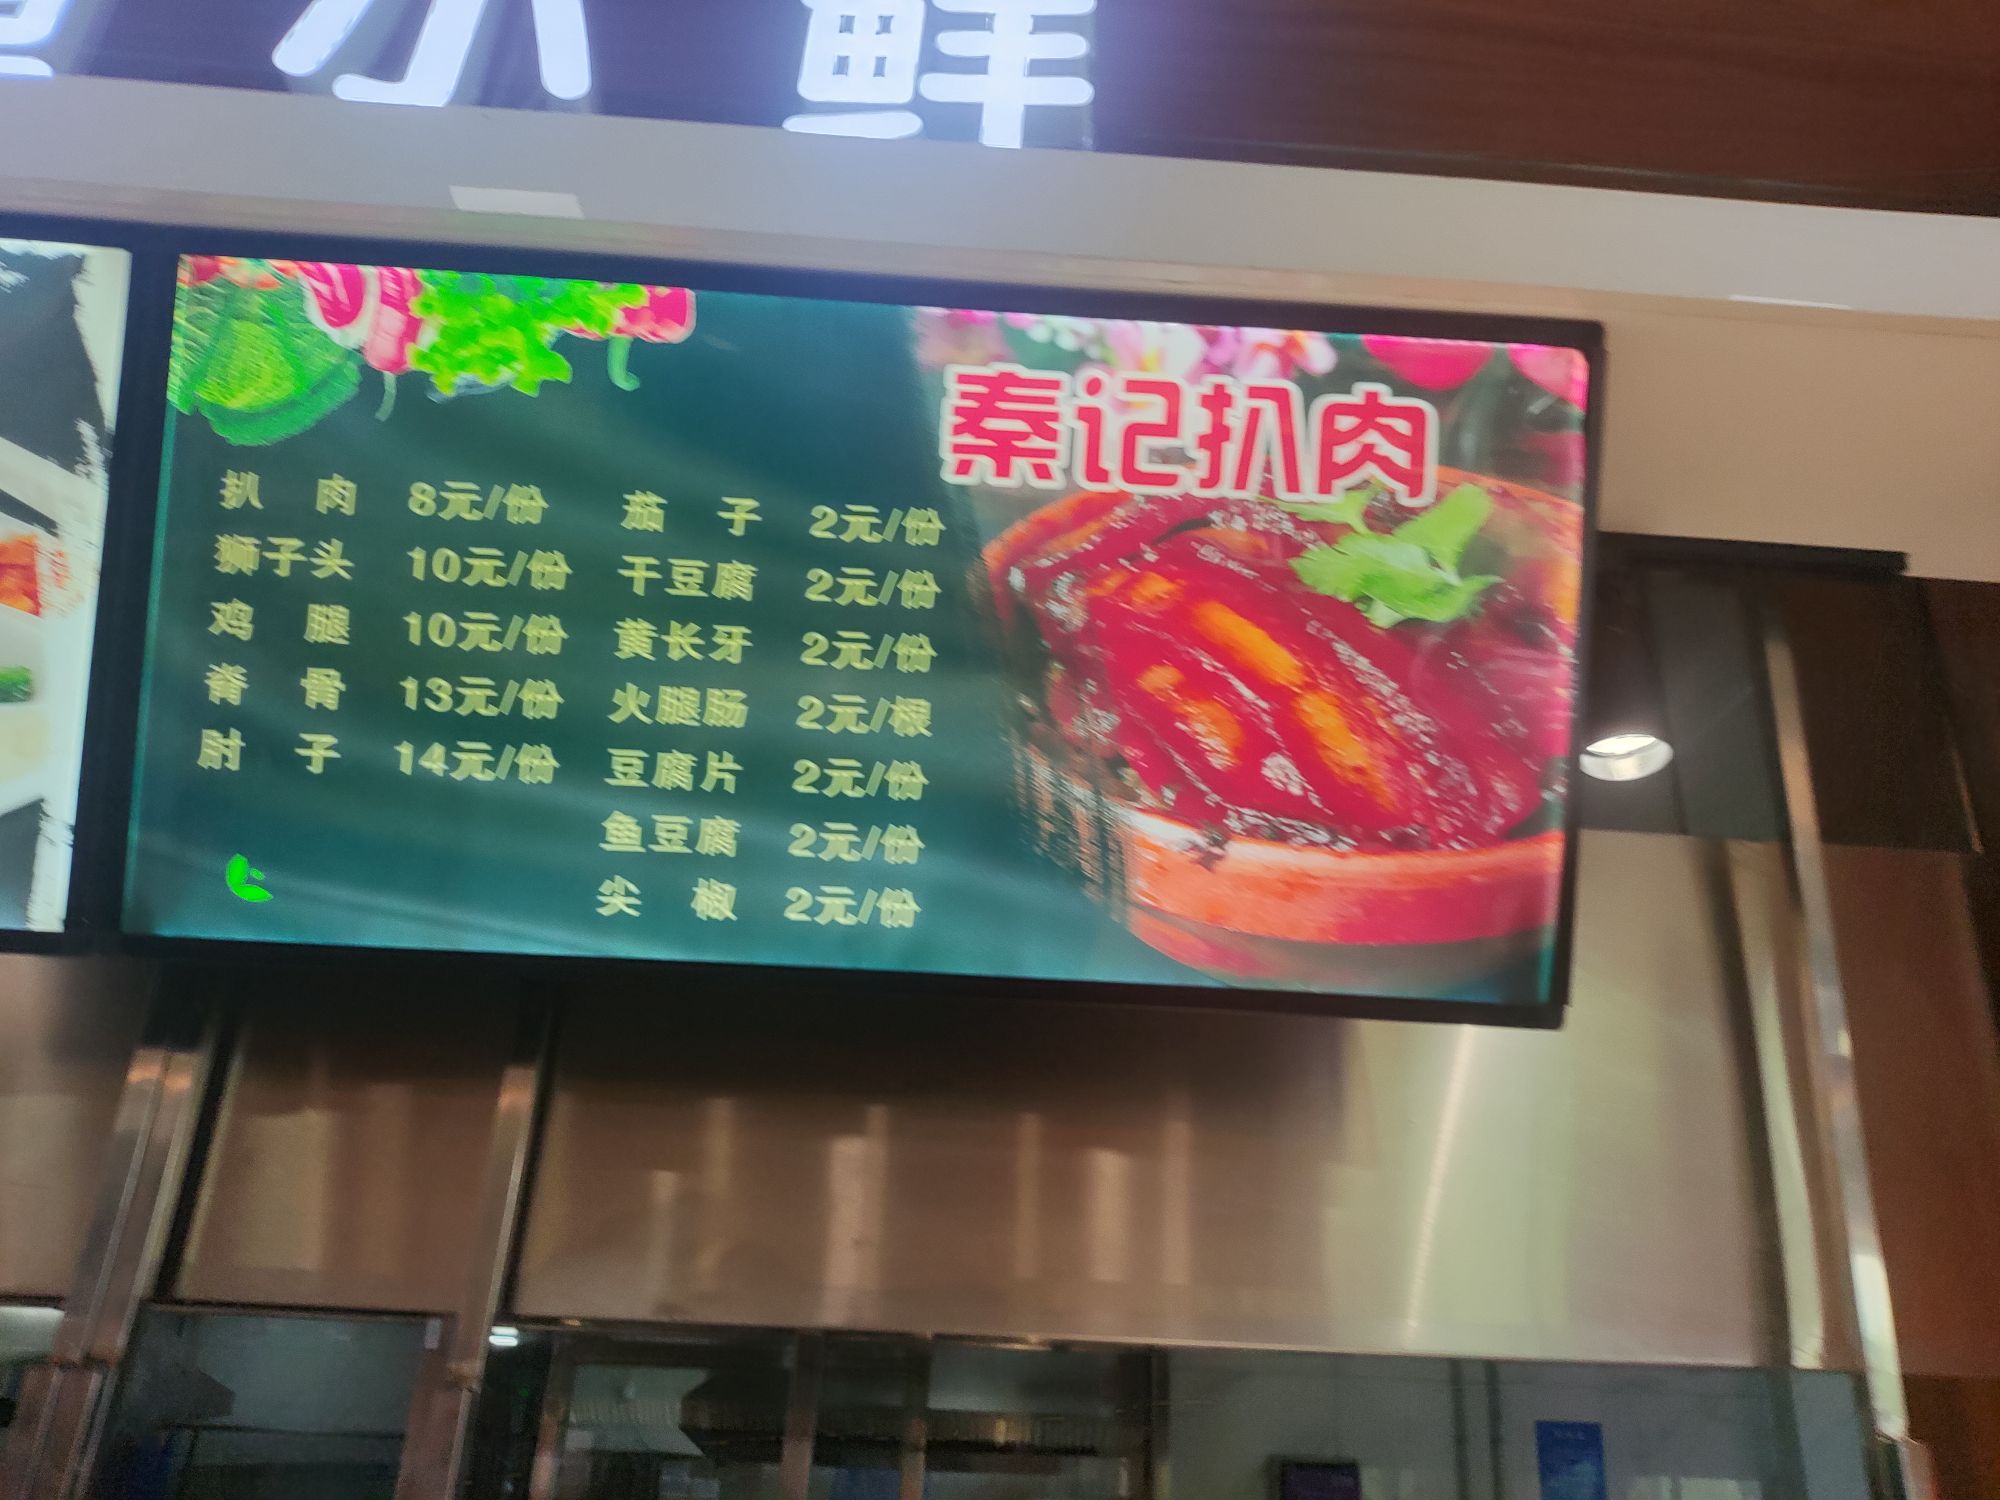 小鲜
秦记扒肉
扒肉 8元/份 茄子 2元/份
狮子头 10元/份 干豆腐 2元/份
鸡腿 10元/份 黄长牙 2元/份
脊骨 13元/份 火腿肠 2元/根
肘子 14元/份 豆腐片 2元/份
鱼豆腐 2元/份
尖椒 2元/份